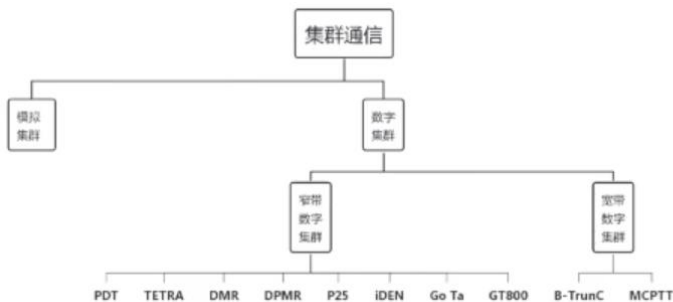 集群通信
模拟
集群
数字
集群
窄带
数字
集群
宽带
数字
集群
PDT TETRA DMR DPMR P25 iDEN Go Ta GT800 B-TrunC MCPTT